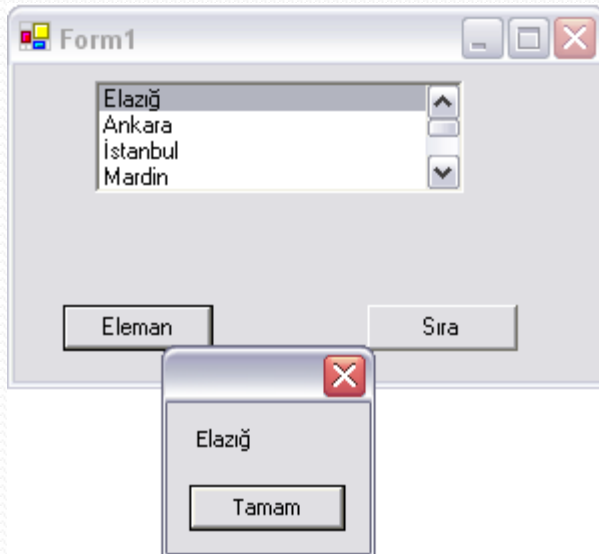 Form1
Elazığ
Ankara
İstanbul
Mardin
Eleman
Sıra
Elazığ
Tamam